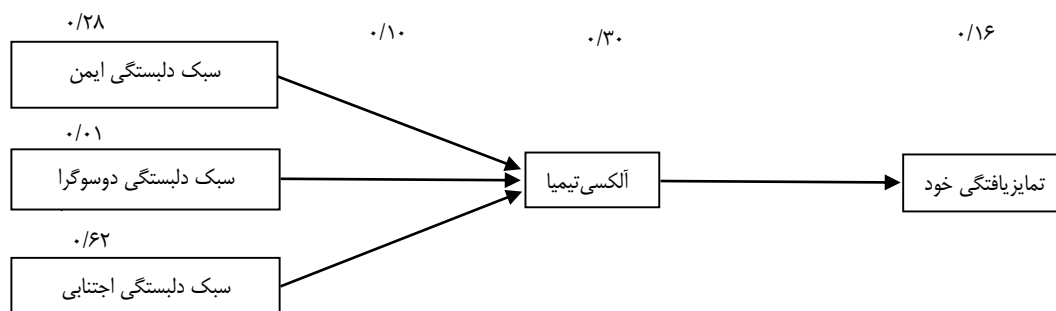 ۰/۲۸
۰/۱۰
۰/۳۰
۰/۱۶
سبک دلبستگی ایمن
۰/۰۱
سبک دلبستگی دوسوگرا
آلکسی‌تیمیا
تمایزیافتگی خود
۰/۶۲
سبک دلبستگی اجتنابی